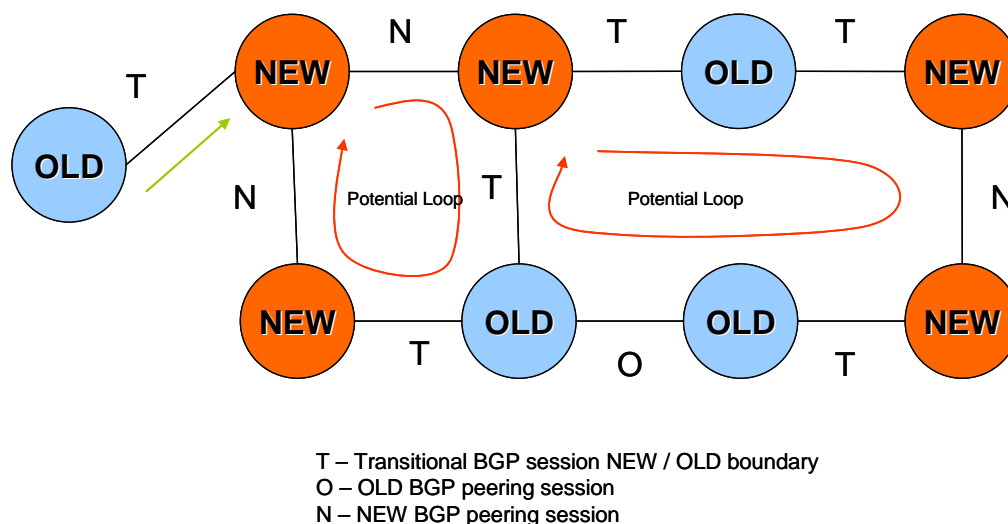 N
T
T
NEW
NEW
OLD
NEW
T
OLD
N
Potential Loop
T
Potential Loop
N
NEW
OLD
OLD
NEW
T
O
T
T – Transitional BGP session NEW / OLD boundary
O – OLD BGP peering session
N – NEW BGP peering session